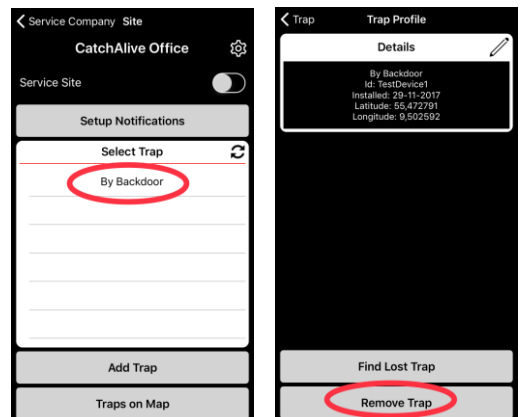 Service Company Site
CatchAlive Office
Service Site
Setup Notifications
Select Trap
By Backdoor
Add Trap
Traps on Map
Trap Trap Profile
Details
By Backdoor
Id: TestDevice1
Installed: 29-11-2017
Latitude: 55,472791
Longitude: 9,502592
Find Lost Trap
Remove Trap